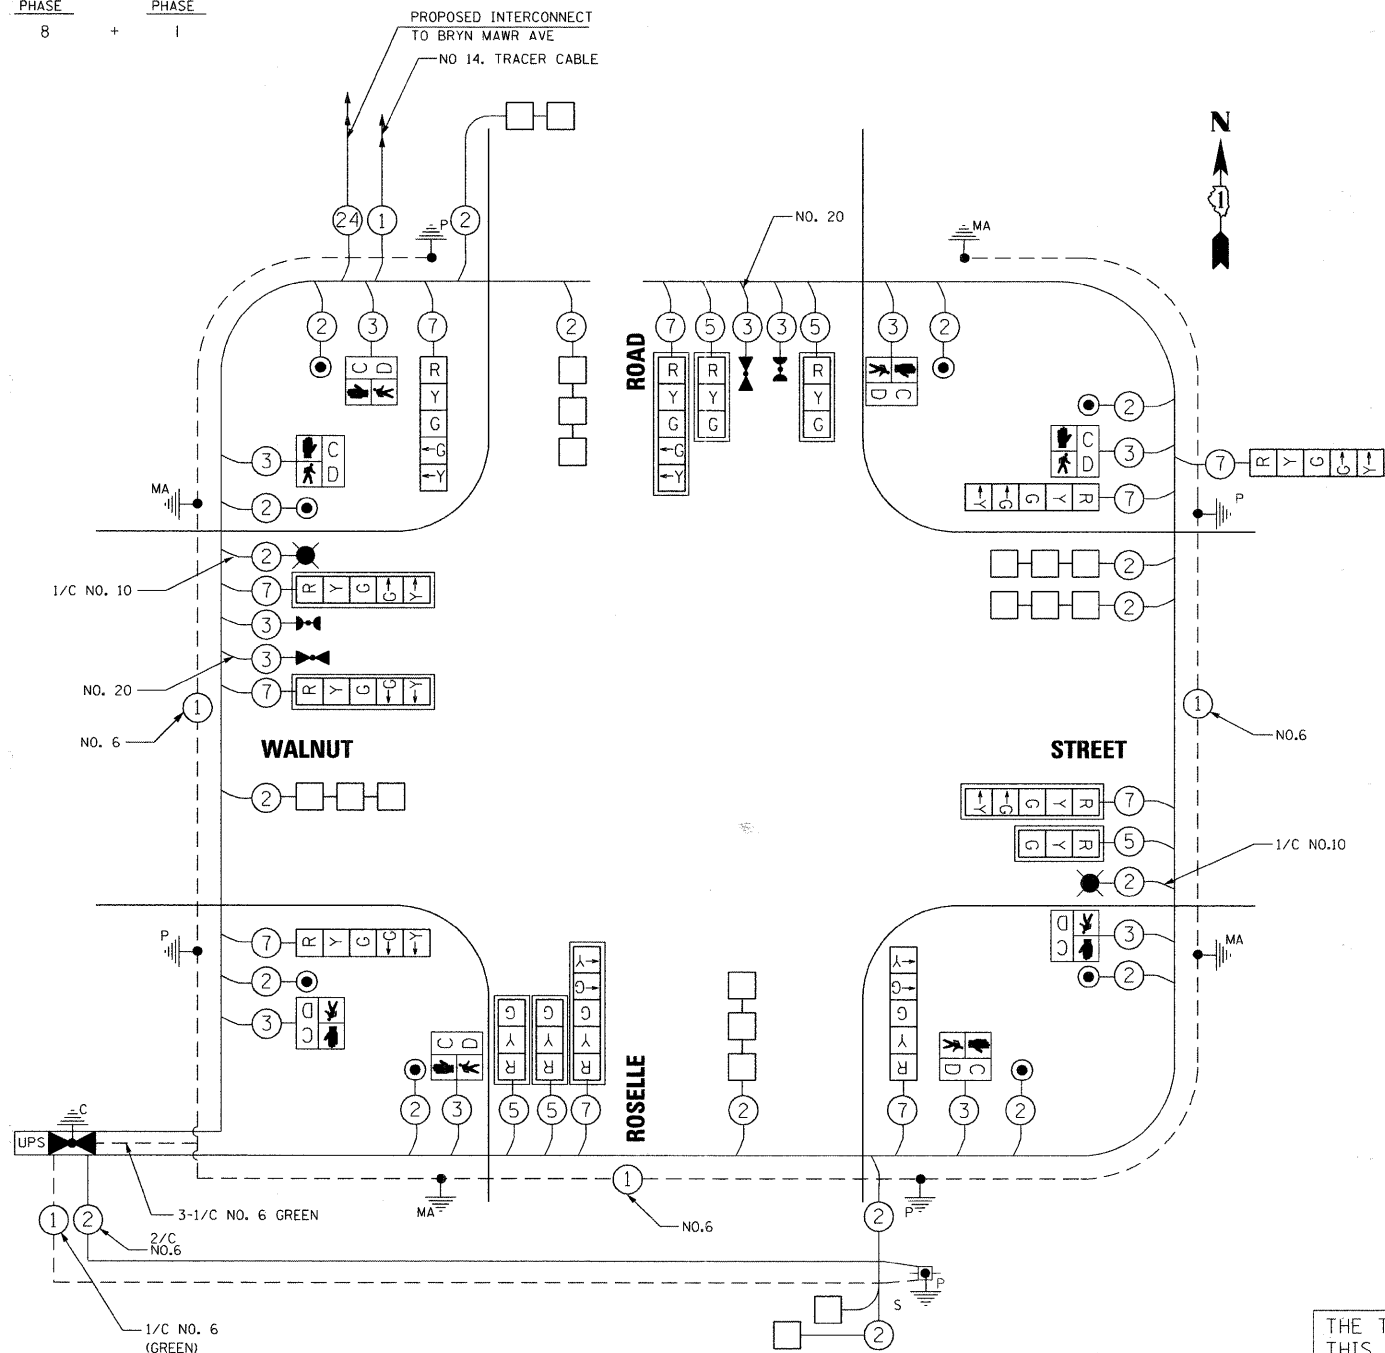 PHASE PHASE
8 + 1
PROPOSED INTERCONNECT
TO BRYN MAWR AVE
NO 14. TRACER CABLE
N
1
24 1 2
P
NO. 20
MA
2 3 7 2 7 5 3 3 5 3 2
C D
R Y G ←G ←Y
ROAD
R Y G ←G ←Y
R Y G
R Y G
C D
2
3 C D
7 R Y G ←G ←Y
7 R Y G ←G ←Y
P
3 C D
MA
2
2
1/C NO. 10
7 R Y G ←G ←Y
3
3
NO. 20
7 R Y G ←G ←Y
2
2
1
NO. 6
1
NO.6
WALNUT
STREET
2
7 R Y G ←G ←Y
5 R Y G
2
1/C NO.10
3 C D
MA
2
P
7 R Y G ←G ←Y
2
3 C D
C D
R Y G
R Y G
R Y G ←G ←Y
ROSELLE
R Y G ←G ←Y
C D
2 3 5 5 7 2 7 3 2
C
UPS
MA
1
NO.6
P
3-1/C NO. 6 GREEN
1 2
2/C
NO.6
2
P
S
2
1/C NO. 6
(GREEN)
THE T
THIS